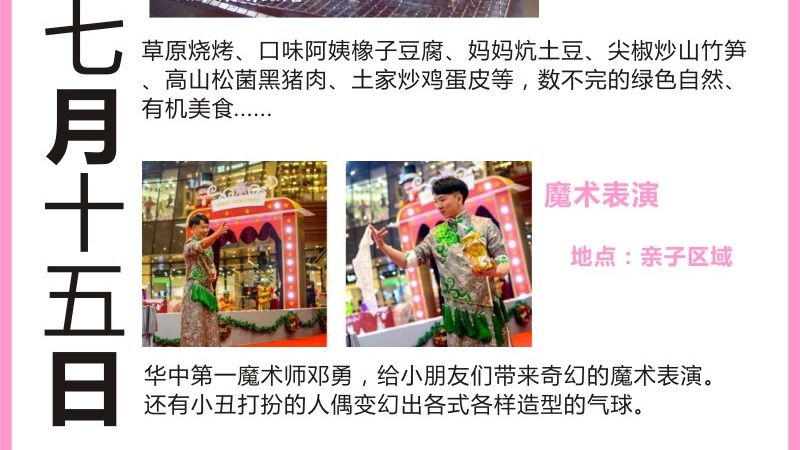 七月十五日
草原烧烤、口味阿姨橡子豆腐、妈妈炕土豆、尖椒炒山竹笋
、高山松菌黑猪肉、土家炒鸡蛋皮等，数不完的绿色自然、
有机美食......
魔术表演
地点：亲子区域
华中第一魔术师邓勇，给小朋友们带来奇幻的魔术表演。
还有小丑打扮的人偶变幻出各式各样造型的气球。